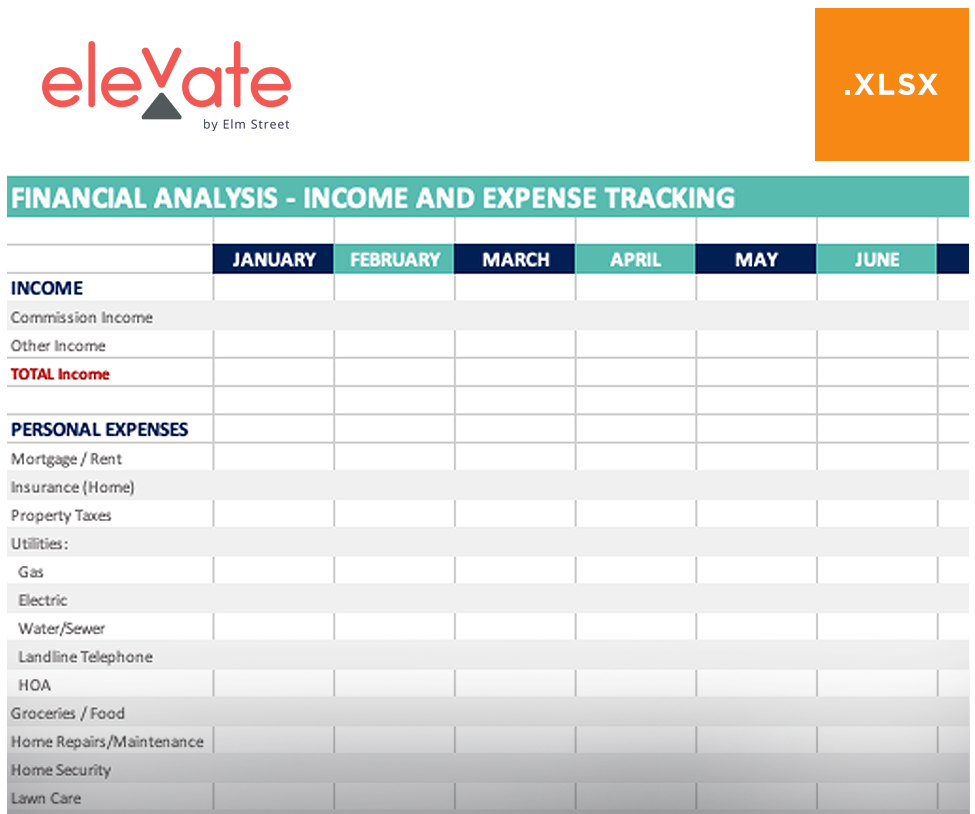 elevate
by Elm Street
.XLSX
FINANCIAL ANALYSIS - INCOME AND EXPENSE TRACKING
JANUARY FEBRUARY MARCH APRIL MAY JUNE
INCOME
Commission Income
Other Income
TOTAL Income
PERSONAL EXPENSES
Mortgage / Rent
Insurance (Home)
Property Taxes
Utilities:
Gas
Electric
Water/Sewer
Landline Telephone
HOA
Groceries / Food
Home Repairs/Maintenance
Home Security
Lawn Care